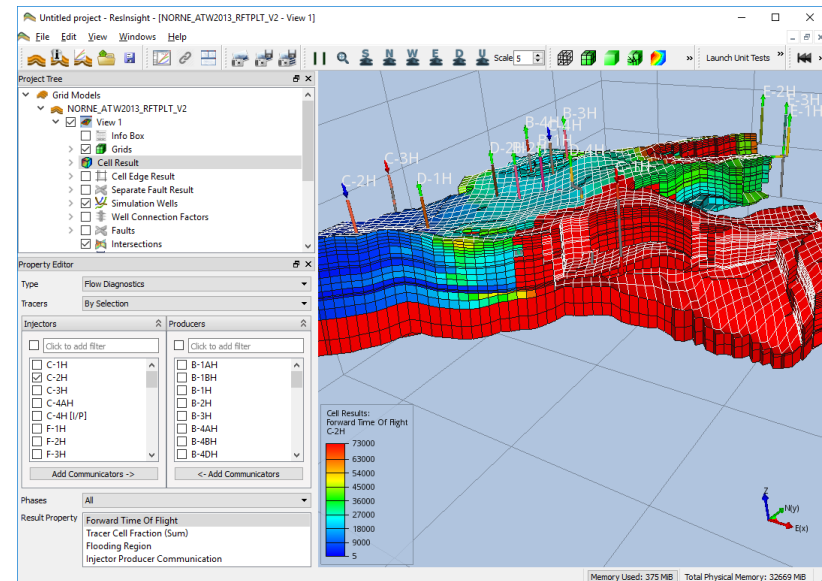 Untitled project - ResInsight - [NORNE_ATW2013_RFTPLT_V2 - View 1]
File Edit View Windows Help
S N W E D U Scale 5 » Launch Unit Tests »
Project Tree
Grid Models
NORNE_ATW2013_RFTPLT_V2
View 1
Info Box
Grids
Cell Result
Cell Edge Result
Separate Fault Result
Simulation Wells
Well Connection Factors
Faults
Intersections
Property Editor
Type Flow Diagnostics
Tracers By Selection
Injectors Producers
Click to add filter Click to add filter
C-1H B-1AH
C-2H B-1BH
C-3H B-1H
C-4AH B-2H
C-4H [I/P] B-3H
F-1H B-4AH
F-2H B-4BH
F-3H B-4DH
Add Communicators -> <- Add Communicators
Phases All
Result Property Forward Time Of Flight
Tracer Cell Fraction (Sum)
Flooding Region
Injector Producer Communication
E-2H
E-3H
E-1H
B-3H
C-3H
C-2H
D-1H
C-1H
Cell Results:
Forward Time Of Flight
C-2H
73000
63000
54000
45000
36000
27000
18000
9000
5
Z
N(y)
E(x)
Memory Used: 375 MiB Total Physical Memory: 32669 MiB